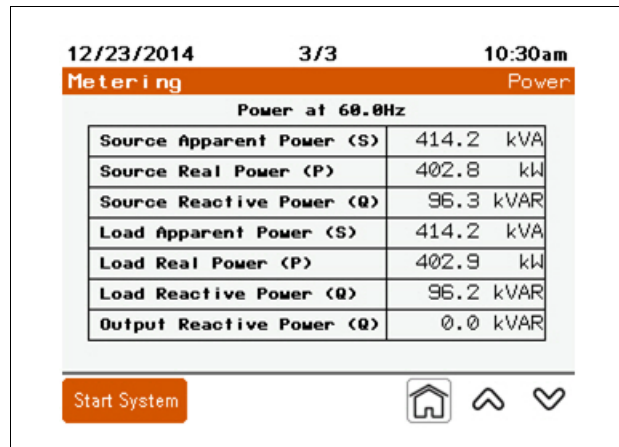 12/23/2014 3/3 10:30am
Metering Power
Power at 60.0Hz
Source Apparent Power (S) 414.2 kVA
Source Real Power (P) 402.8 kW
Source Reactive Power (Q) 96.3 kVAR
Load Apparent Power (S) 414.2 kVA
Load Real Power (P) 402.9 kW
Load Reactive Power (Q) 96.2 kVAR
Output Reactive Power (Q) 0.0 kVAR
Start System